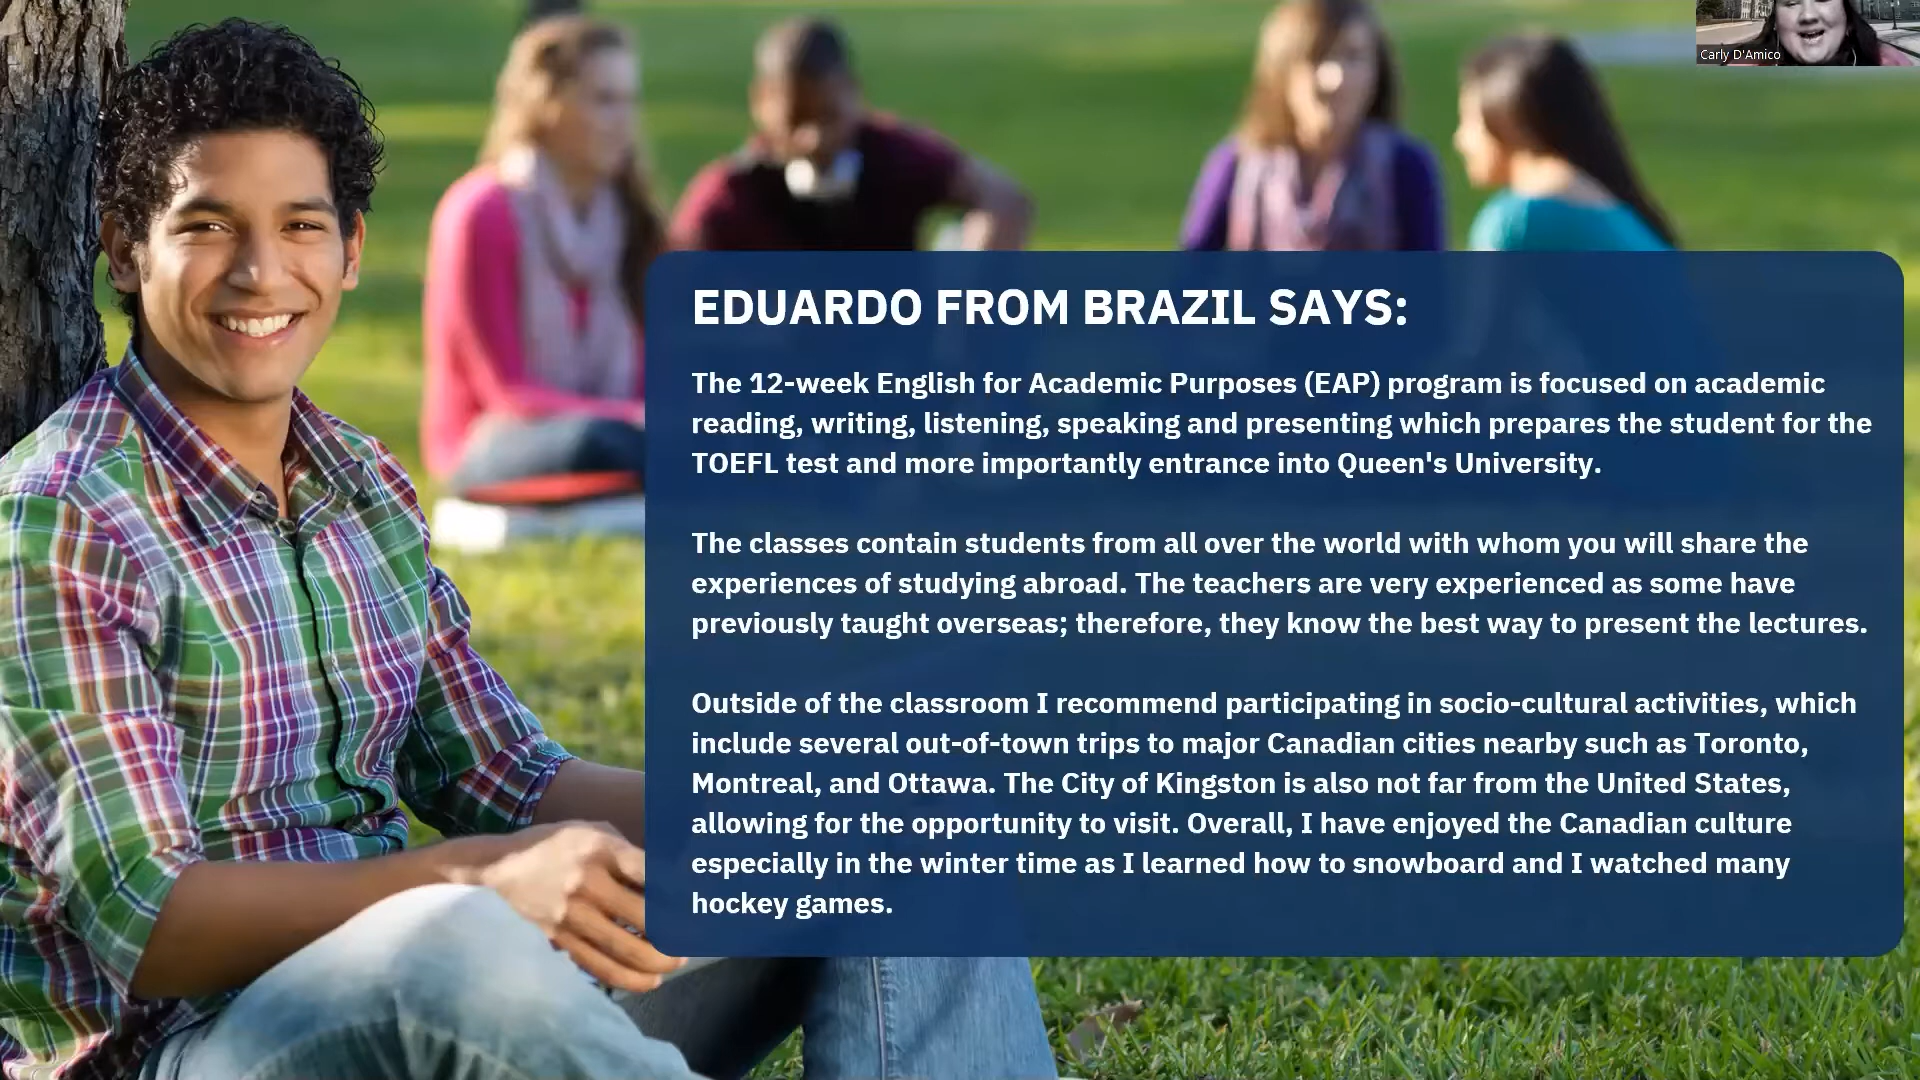 Carly D'Amico
EDUARDO FROM BRAZIL SAYS:
The 12-week English for Academic Purposes (EAP) program is focused on academic
reading, writing, listening, speaking and presenting which prepares the student for the
TOEFL test and more importantly entrance into Queen's University.
The classes contain students from all over the world with whom you will share the
experiences of studying abroad. The teachers are very experienced as some have
previously taught overseas; therefore, they know the best way to present the lectures.
Outside of the classroom I recommend participating in socio-cultural activities, which
include several out-of-town trips to major Canadian cities nearby such as Toronto,
Montreal, and Ottawa. The City of Kingston is also not far from the United States,
allowing for the opportunity to visit. Overall, I have enjoyed the Canadian culture
especially in the winter time as I learned how to snowboard and I watched many
hockey games.